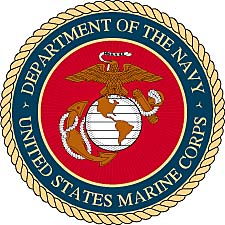 DEPARTMENT OF THE NAVY
UNITED STATES MARINE CORPS